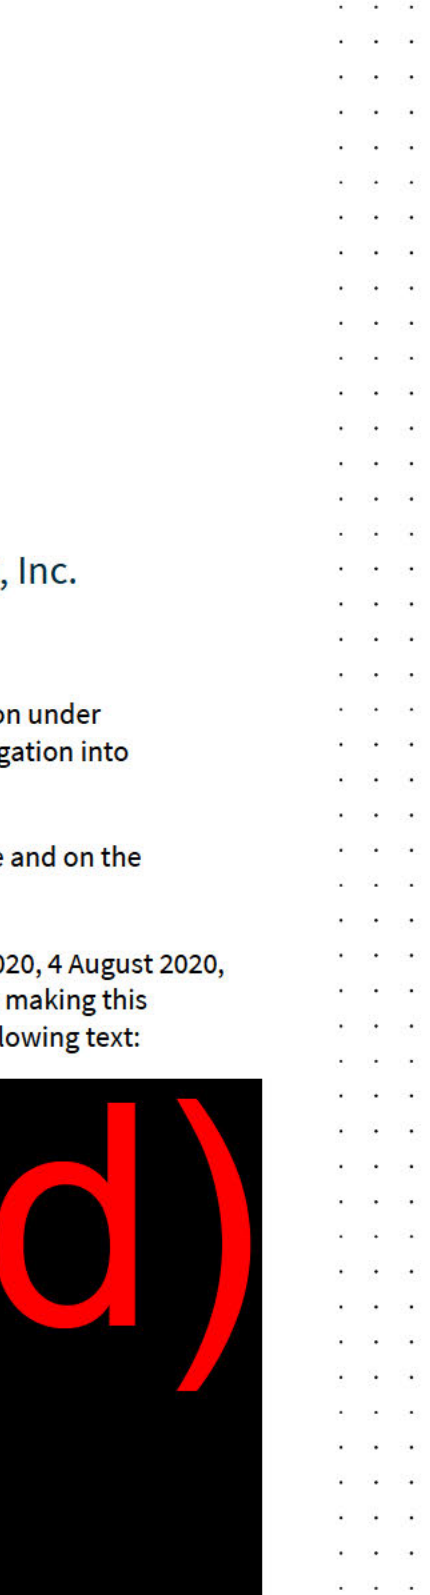 , Inc.
on under
gation into
e and on the
020, 4 August 2020,
making this
lowing text:
d)